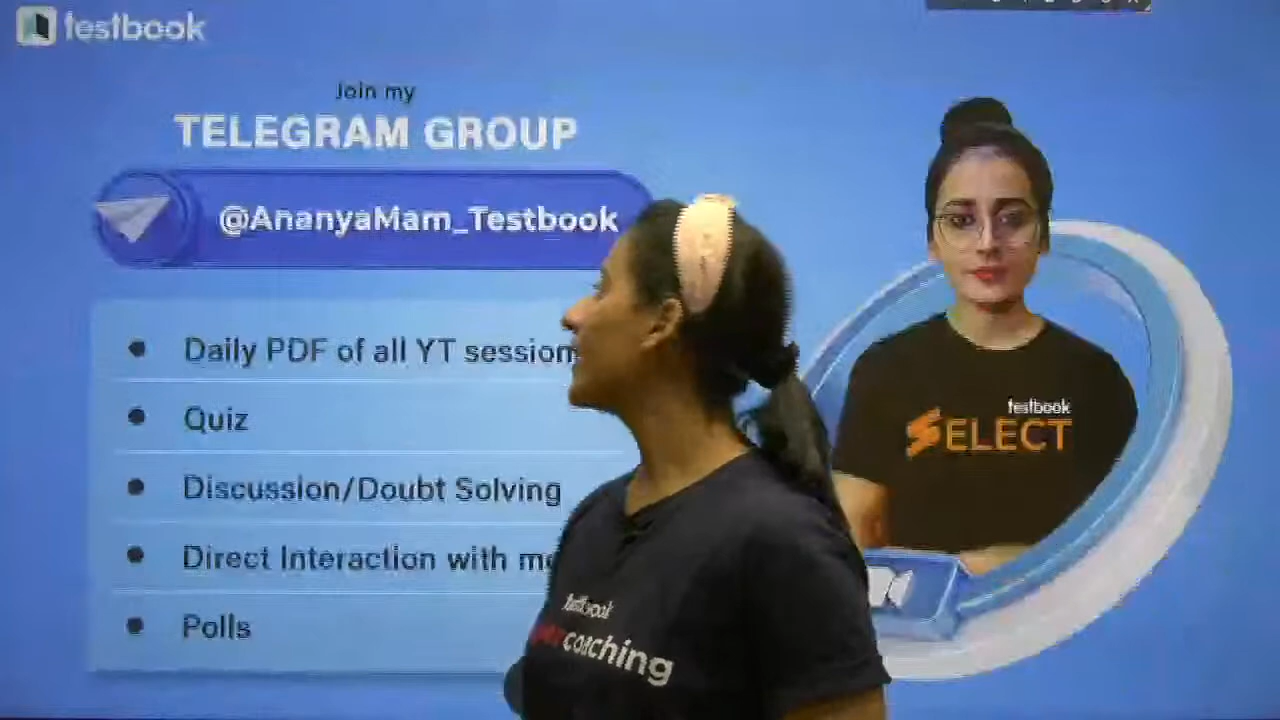 testbook
Join my
TELEGRAM GROUP
@AnanyaMam_Testbook
Daily PDF of all YT session
Quiz
Discussion/Doubt Solving
Direct Interaction with me
Polls
testbook
SELECT
testbook
coaching